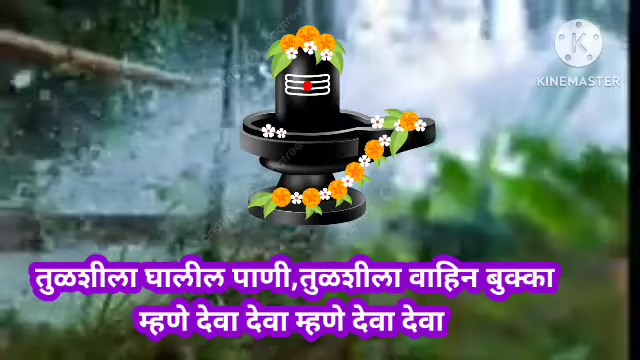 K
KINEMASTER
तुळशीला घालील पाणी,तुळशीला वाहिन बुक्का
म्हणे देवा देवा म्हणे देवा देवा